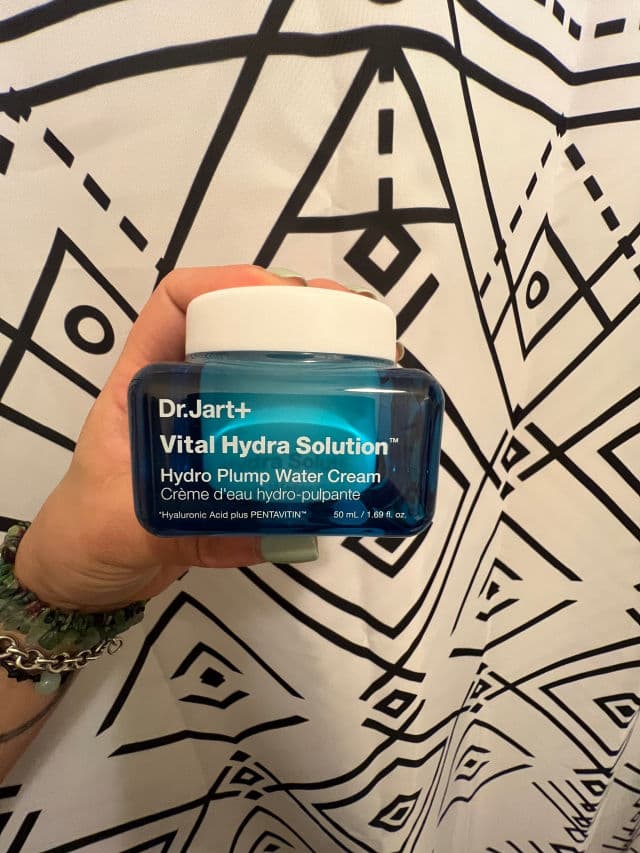 Dr.Jart+
Vital Hydra Solution™
Hydro Plump Water Cream
Crème d'eau hydro-pulpante
*Hyaluronic Acid plus PENTAVITIN™ 50 mL / 1.69 fl. oz.